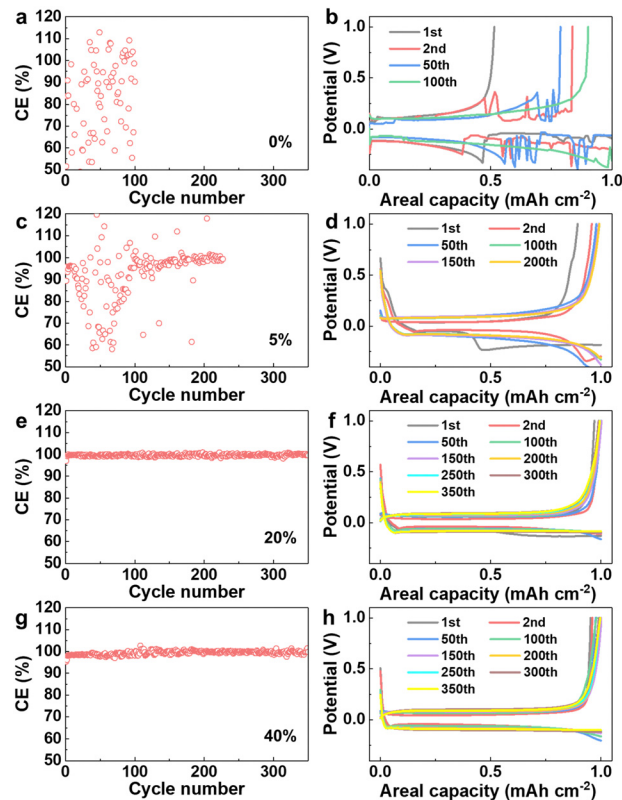 a
CE (%)
120
110
100
90
80
70
60
50
0
100
200
300
Cycle number
0%
b
Potential (V)
1.0
0.5
0.0
0.0
0.5
1.0
Areal capacity (mAh cm⁻²)
1st
2nd
50th
100th
c
CE (%)
120
110
100
90
80
70
60
50
0
100
200
300
Cycle number
5%
d
Potential (V)
1.0
0.5
0.0
0.0
0.5
1.0
Areal capacity (mAh cm⁻²)
1st 2nd
50th 100th
150th 200th
e
CE (%)
120
110
100
90
80
70
60
50
0
100
200
300
Cycle number
20%
f
Potential (V)
1.0
0.5
0.0
0.0
0.5
1.0
Areal capacity (mAh cm⁻²)
1st 2nd
50th 100th
150th 200th
250th 300th
350th
g
CE (%)
120
110
100
90
80
70
60
50
0
100
200
300
Cycle number
40%
h
Potential (V)
1.0
0.5
0.0
0.0
0.5
1.0
Areal capacity (mAh cm⁻²)
1st 2nd
50th 100th
150th 200th
250th 300th
350th